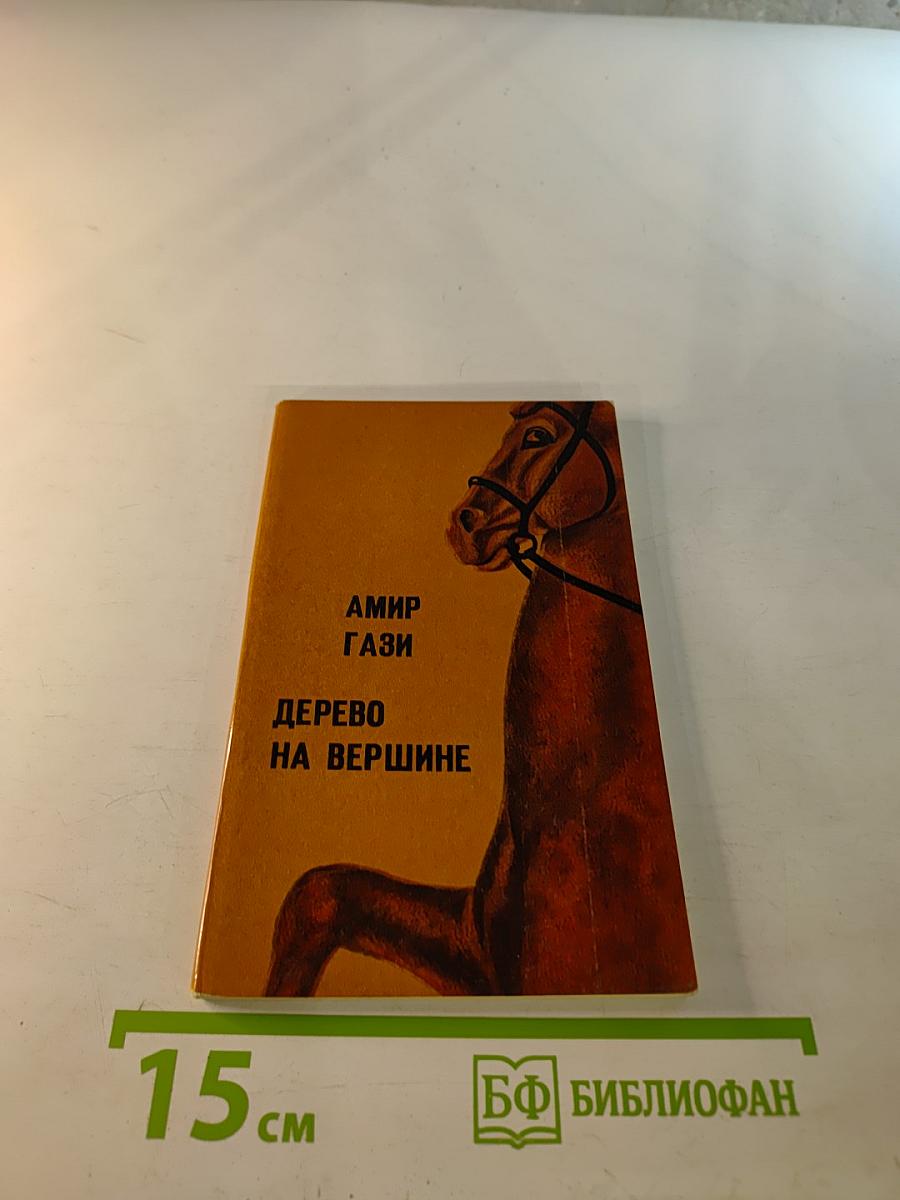 АМИР
ГАЗИ
ДЕРЕВО
НА ВЕРШИНЕ
15 см
БФ БИБЛИОФАН